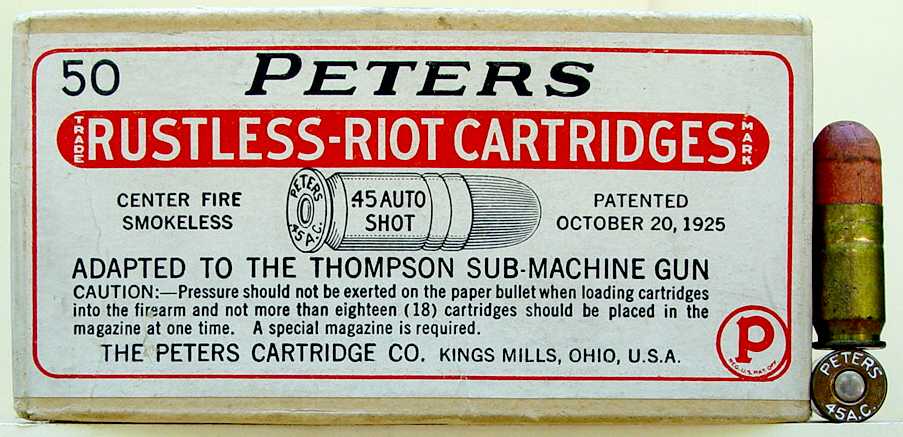 50 PETERS
TRADE RUSTLESS-RIOT CARTRIDGES MARK
CENTER FIRE
SMOKELESS
PETERS
45 A.C.
45 AUTO
SHOT
PATENTED
OCTOBER 20, 1925
ADAPTED TO THE THOMPSON SUB-MACHINE GUN
CAUTION:—Pressure should not be exerted on the paper bullet when loading cartridges
into the firearm and not more than eighteen (18) cartridges should be placed in the
magazine at one time. A special magazine is required.
THE PETERS CARTRIDGE CO. KINGS MILLS, OHIO, U.S.A.
P
REG. U.S. PAT. OFF.
PETERS
45 A.C.